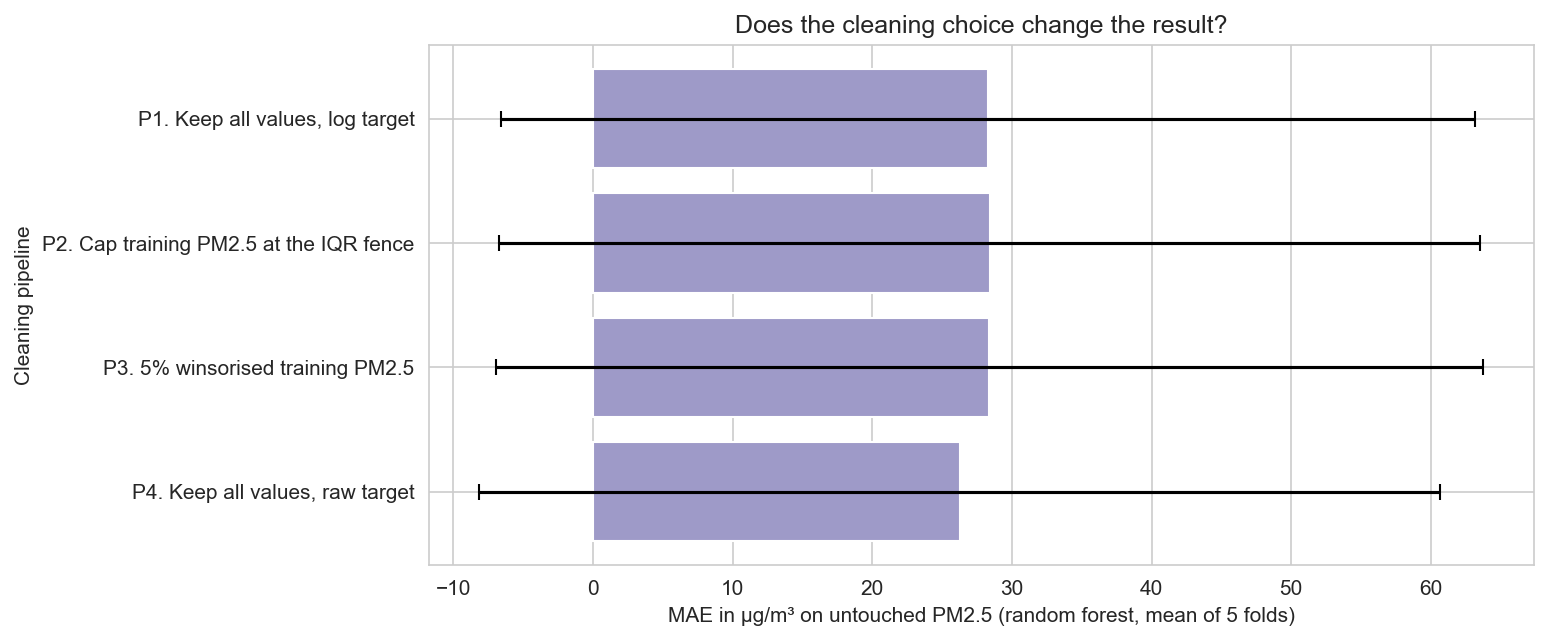 Does the cleaning choice change the result?
Cleaning pipeline
P1. Keep all values, log target
P2. Cap training PM2.5 at the IQR fence
P3. 5% winsorised training PM2.5
P4. Keep all values, raw target
−10 0 10 20 30 40 50 60
MAE in µg/m³ on untouched PM2.5 (random forest, mean of 5 folds)